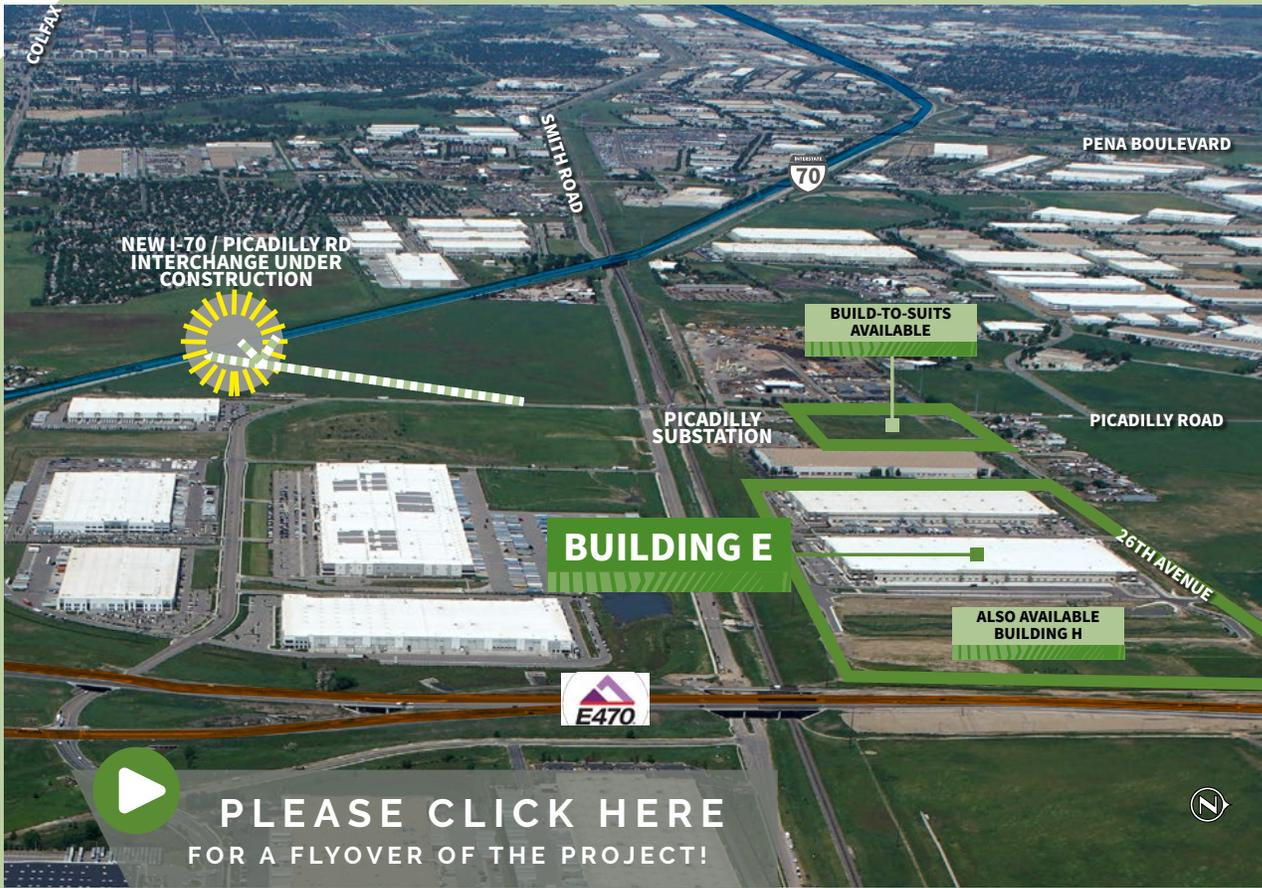 COLFAX
SMITH ROAD
INTERSTATE
70
PENA BOULEVARD
NEW I-70 / PICADILLY RD
INTERCHANGE UNDER
CONSTRUCTION
BUILD-TO-SUITS
AVAILABLE
PICADILLY
SUBSTATION
PICADILLY ROAD
BUILDING E
26TH AVENUE
ALSO AVAILABLE
BUILDING H
E470
PLEASE CLICK HERE
FOR A FLYOVER OF THE PROJECT!
N